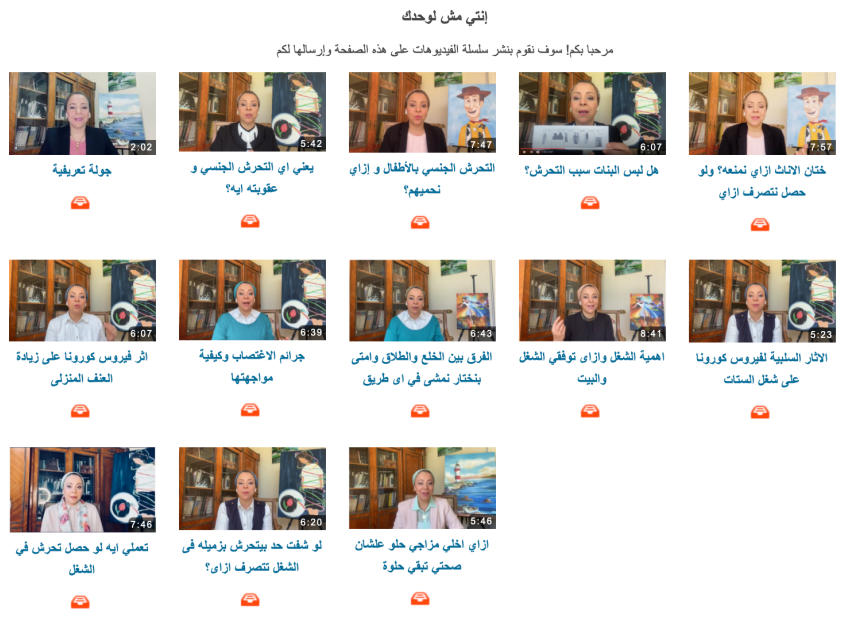 إنتي مش لوحدك
مرحبا بكم! سوف نقوم بنشر سلسلة الفيديوهات على هذه الصفحة وإرسالها لكم
2:02
جولة تعريفية
5:42
يعني اي التحرش الجنسي و
عقوبته ايه؟
7:47
التحرش الجنسي بالأطفال و إزاي
نحميهم؟
6:07
هل لبس البنات سبب التحرش؟
7:57
ختان الاناث ازاي نمنعه؟ ولو
حصل نتصرف ازاي
6:07
اثر فيروس كورونا على زيادة
العنف المنزلى
6:39
جرائم الاغتصاب وكيفية
مواجهتها
6:43
الفرق بين الخلع والطلاق وامتى
بنختار نمشى في اى طريق
8:41
اهمية الشغل وازاى توفقي الشغل
والبيت
5:23
الاثار السلبية لفيروس كورونا
على شغل الستات
7:46
تعملي ايه لو حصل تحرش في
الشغل
6:20
لو شفت حد بيتحرش بزميله فى
الشغل تتصرف ازاى؟
5:46
ازاي اخلي مزاجي حلو علشان
صحتي تبقي حلوة